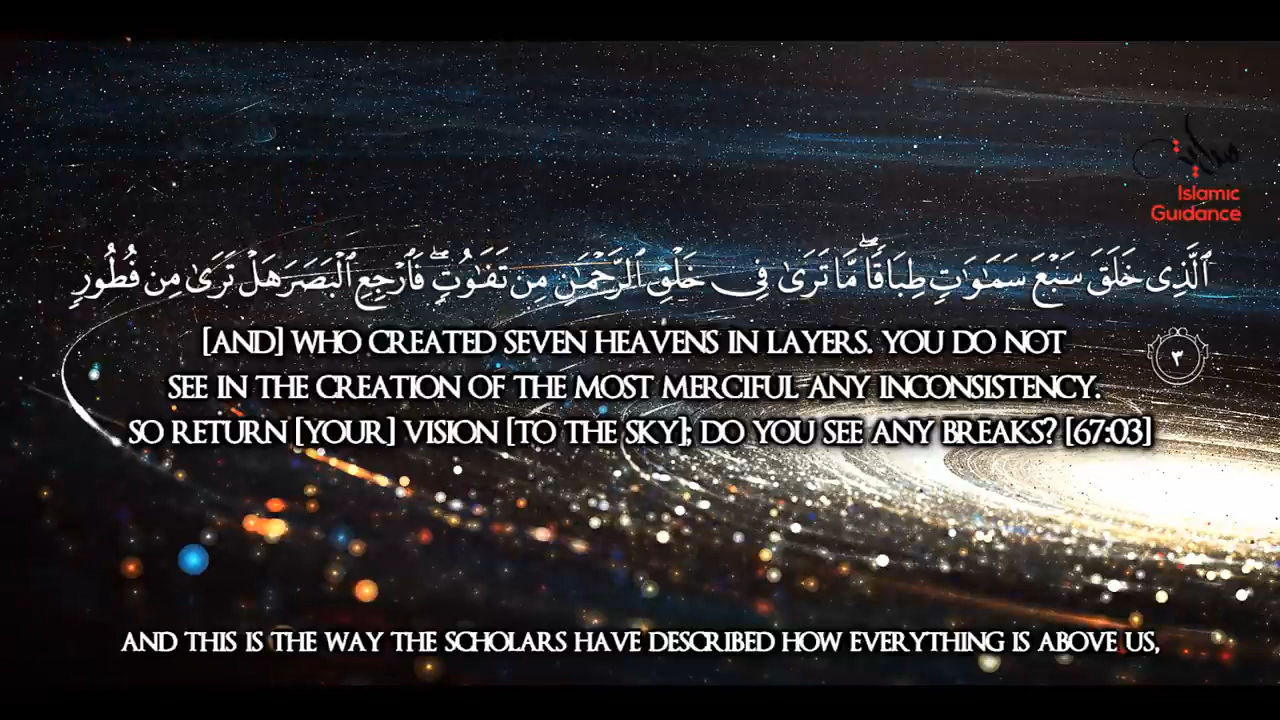 Islamic
Guidance
ٱلَّذِى خَلَقَ سَبْعَ سَمَٰوَٰتٍ طِبَاقًا ۖ مَّا تَرَىٰ فِى خَلْقِ ٱلرَّحْمَٰنِ مِن تَفَٰوُتٍ ۖ فَٱرْجِعِ ٱلْبَصَرَ هَلْ تَرَىٰ مِن فُطُورٍ
[AND] WHO CREATED SEVEN HEAVENS IN LAYERS. YOU DO NOT
٣
SEE IN THE CREATION OF THE MOST MERCIFUL ANY INCONSISTENCY.
SO RETURN [YOUR] VISION [TO THE SKY]; DO YOU SEE ANY BREAKS? [67:03]
AND THIS IS THE WAY THE SCHOLARS HAVE DESCRIBED HOW EVERYTHING IS ABOVE US,